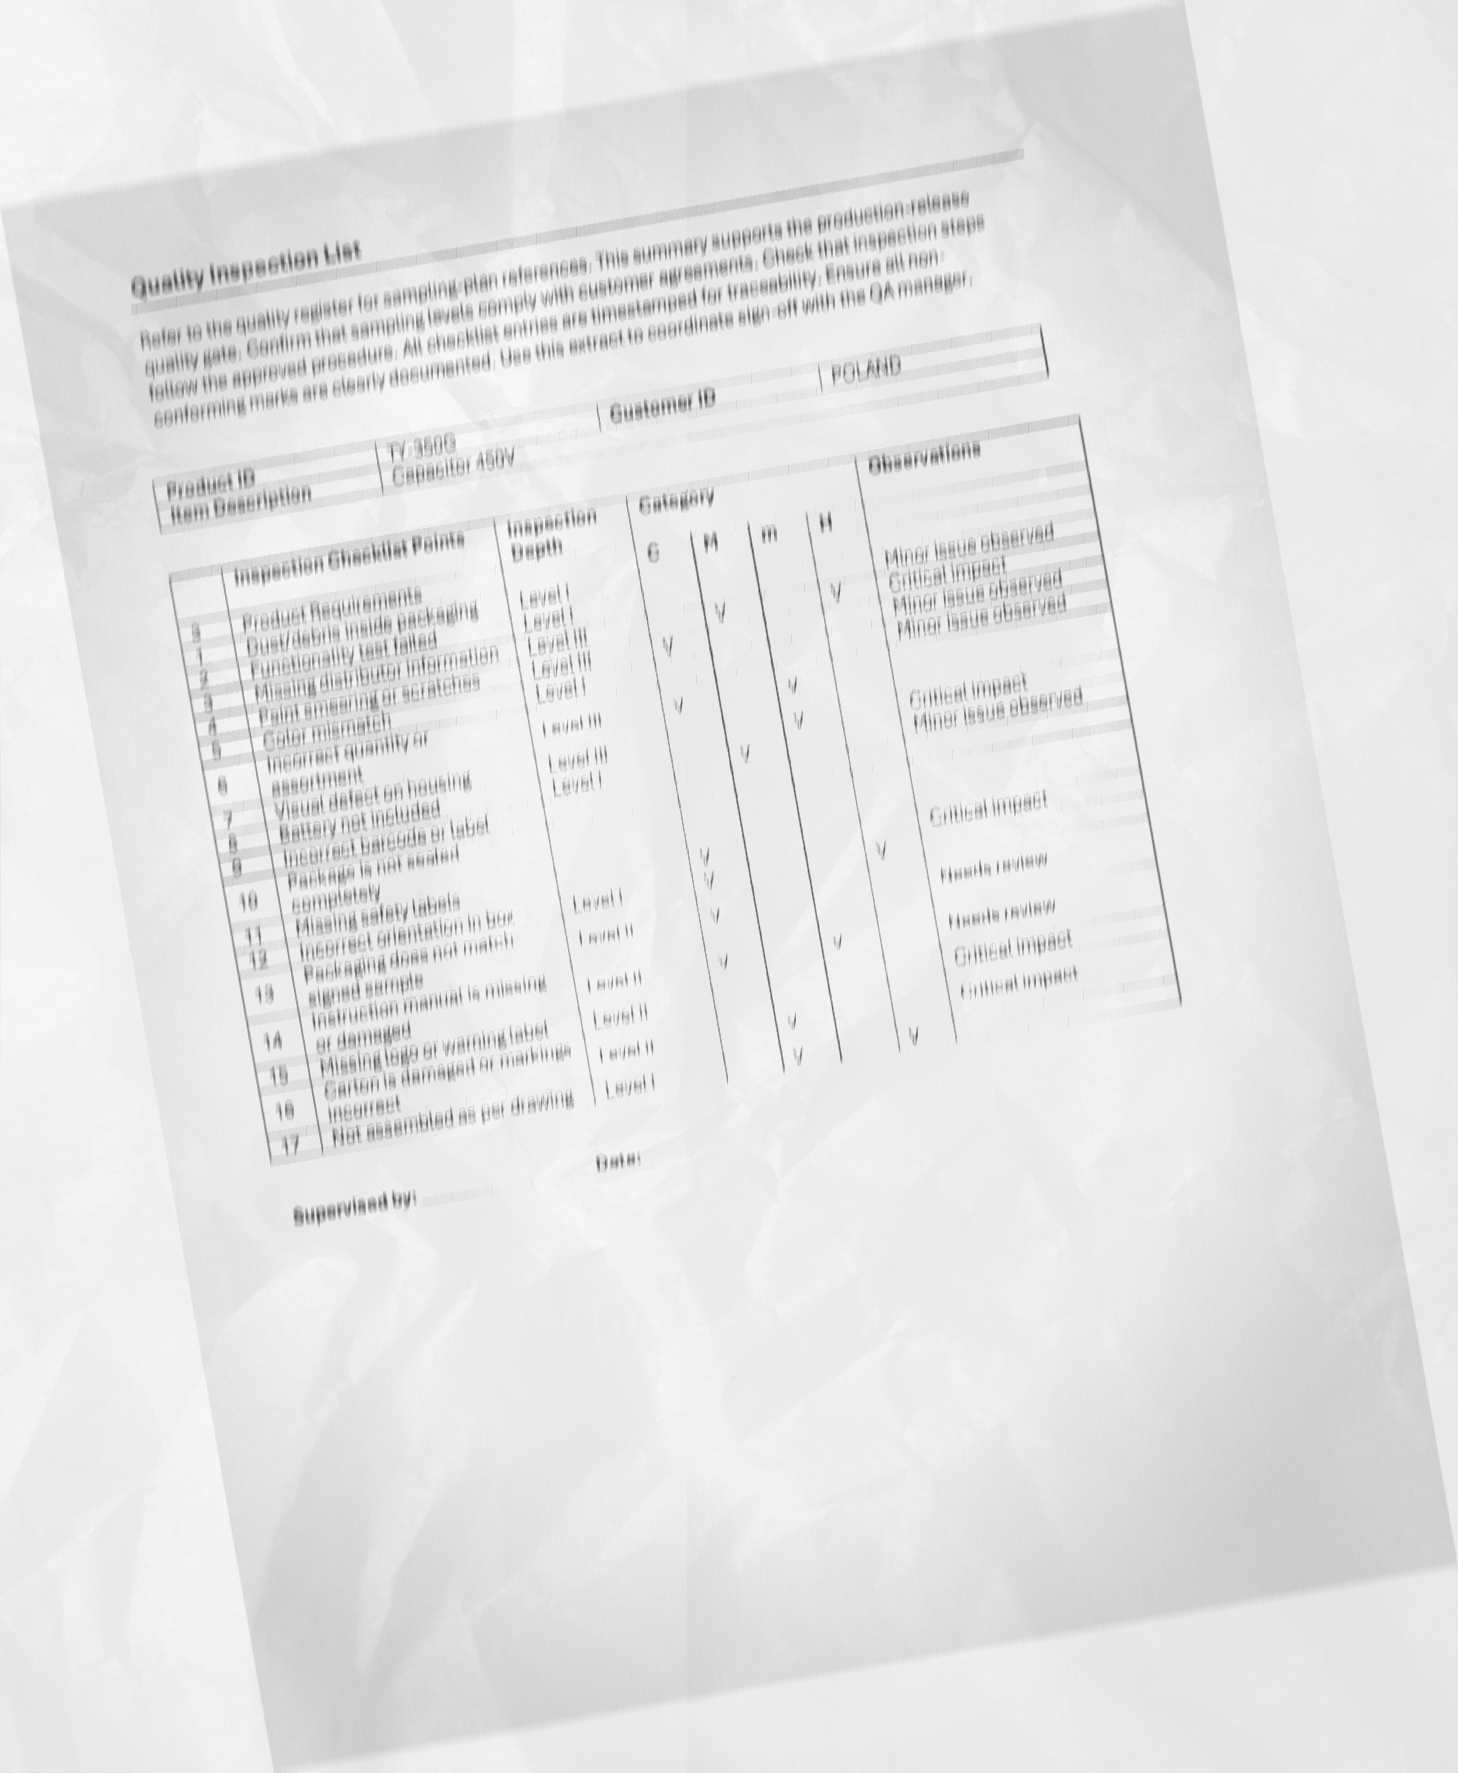 Quality Inspection List
Refer to the quality register for sampling-plan references. This summary supports the production-release
quality gate. Confirm that sampling levels comply with customer agreements. Check that inspection steps
follow the approved procedure. All checklist entries are timestamped for traceability. Ensure all non-
conforming marks are clearly documented. Use this extract to coordinate sign-off with the QA manager.
Product ID TY-350G Customer ID POLAND
Item Description Capacitor 450V
Inspection Checklist Points Inspection Category Observations
Depth C M m H
Product Requirements
1 Dust/debris inside packaging Level I
2 Functionality test failed Level I Minor issue observed
3 Missing distributor information Level III V V Critical impact
4 Paint smearing or scratches Level III V Minor issue observed
5 Color mismatch Level I Minor issue observed
6 Incorrect quantity or Level III V V
assortment
7 Visual defect on housing Level III V Critical impact
8 Battery not included Level I V Minor issue observed
9 Incorrect barcode or label
10 Package is not sealed
completely
11 Missing safety labels V Critical impact
12 Incorrect orientation in box Level I V V
13 Packaging does not match Level II V Needs review
signed sample
14 Instruction manual is missing Level II V V Needs review
or damaged
15 Missing logo or warning label Level II Critical impact
16 Carton is damaged or markings Level II V Critical impact
incorrect
17 Not assembled as per drawing Level I V V
Supervised by: Date: